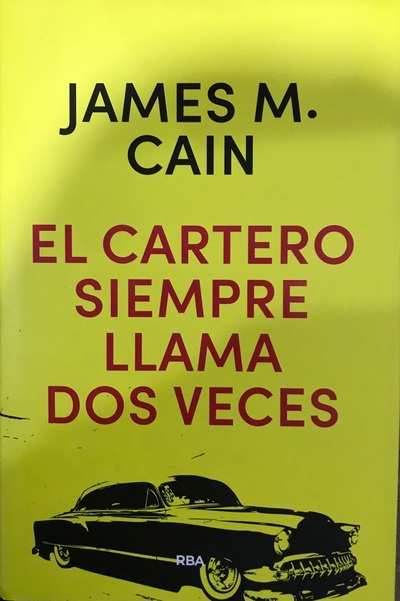 JAMES M.
CAIN
EL CARTERO
SIEMPRE
LLAMA
DOS VECES
RBA